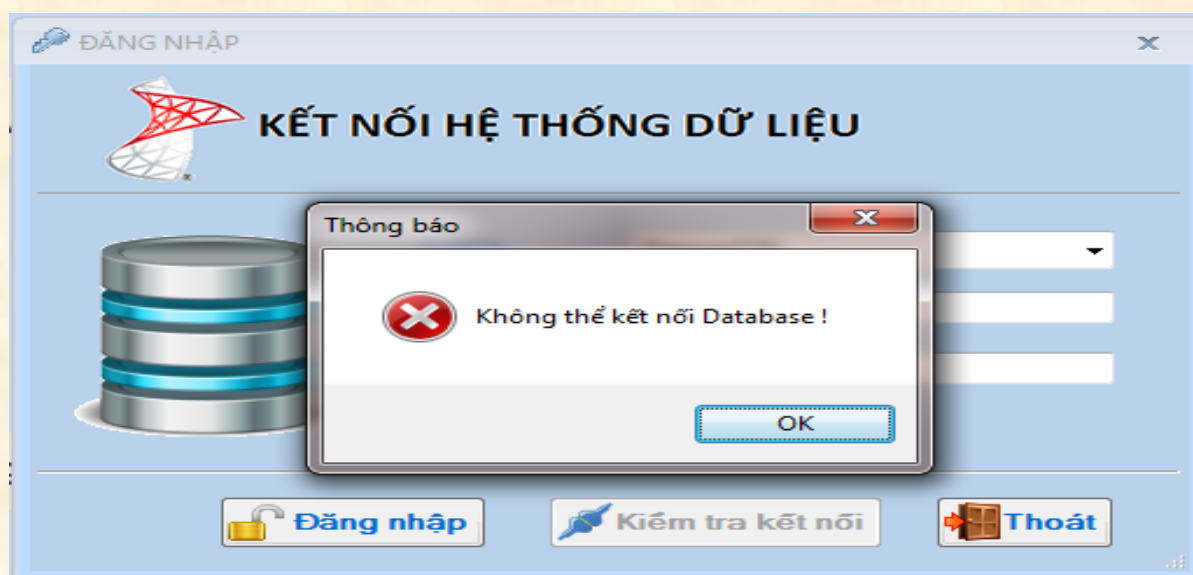 ĐĂNG NHẬP
KẾT NỐI HỆ THỐNG DỮ LIỆU
Thông báo
Không thể kết nối Database !
OK
Đăng nhập
Kiểm tra kết nối
Thoát